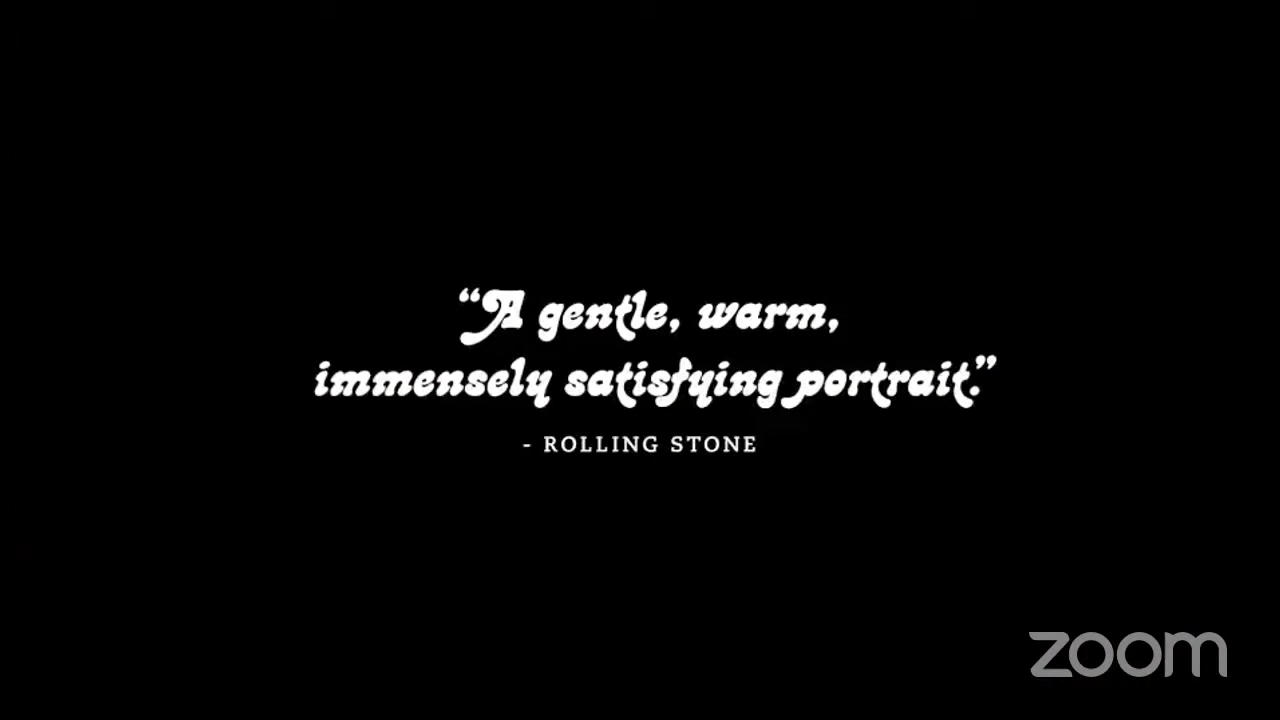 “A gentle, warm,
immensely satisfying portrait.”
- ROLLING STONE
zoom